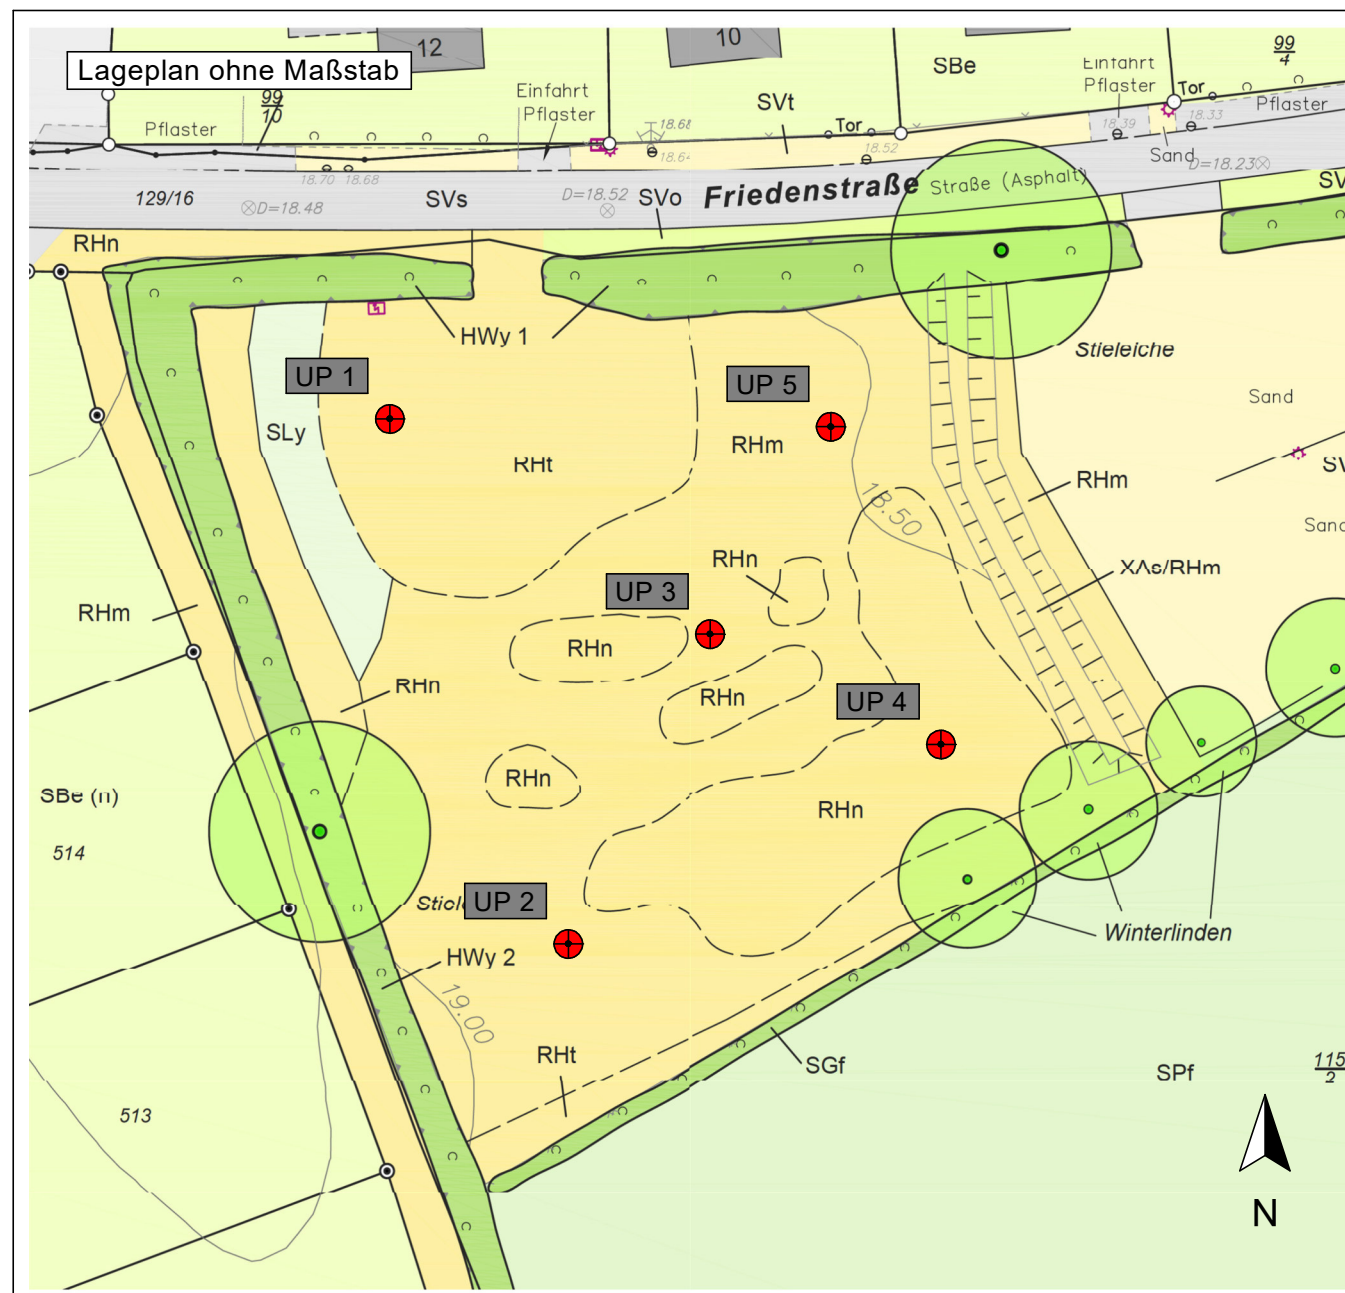 12
10
Lageplan ohne Maßstab
SBe
99
4
Einfahrt
Pflaster
Einfahrt
Pflaster
Tor
99
10
SVt
Pflaster
Pflaster
Tor
18.39
18.33
18.68
18.52
18.70
18.68
Sand
D=18.23
129/16
D=18.48
SVs
D=18.52
SVo
Friedenstraße
Straße (Asphalt)
RHn
HWy 1
Stieleiche
UP 1
UP 5
Sand
SLy
RHt
RHm
RHm
18.50
RHn
XAs/RHm
UP 3
RHm
RHn
RHn
RHn
UP 4
RHn
SBe (n)
RHn
514
UP 2
Winterlinden
HWy 2
19.00
RHt
SGf
SPf
115
2
513
N